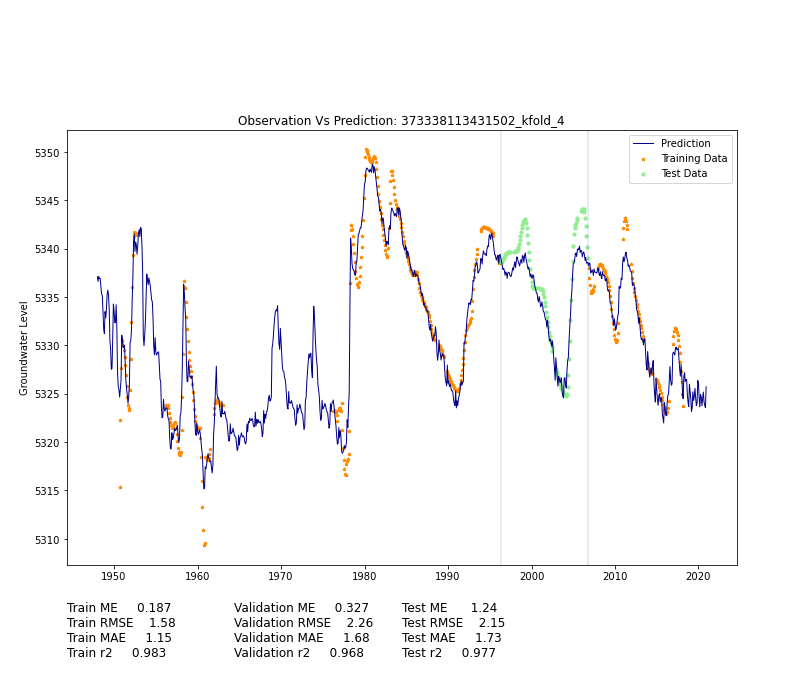 Observation Vs Prediction: 373338113431502_kfold_4
Prediction
Training Data
Test Data
Groundwater Level
5350
5345
5340
5335
5330
5325
5320
5315
5310
1950 1960 1970 1980 1990 2000 2010 2020
Train ME 0.187 Validation ME 0.327 Test ME 1.24
Train RMSE 1.58 Validation RMSE 2.26 Test RMSE 2.15
Train MAE 1.15 Validation MAE 1.68 Test MAE 1.73
Train r2 0.983 Validation r2 0.968 Test r2 0.977